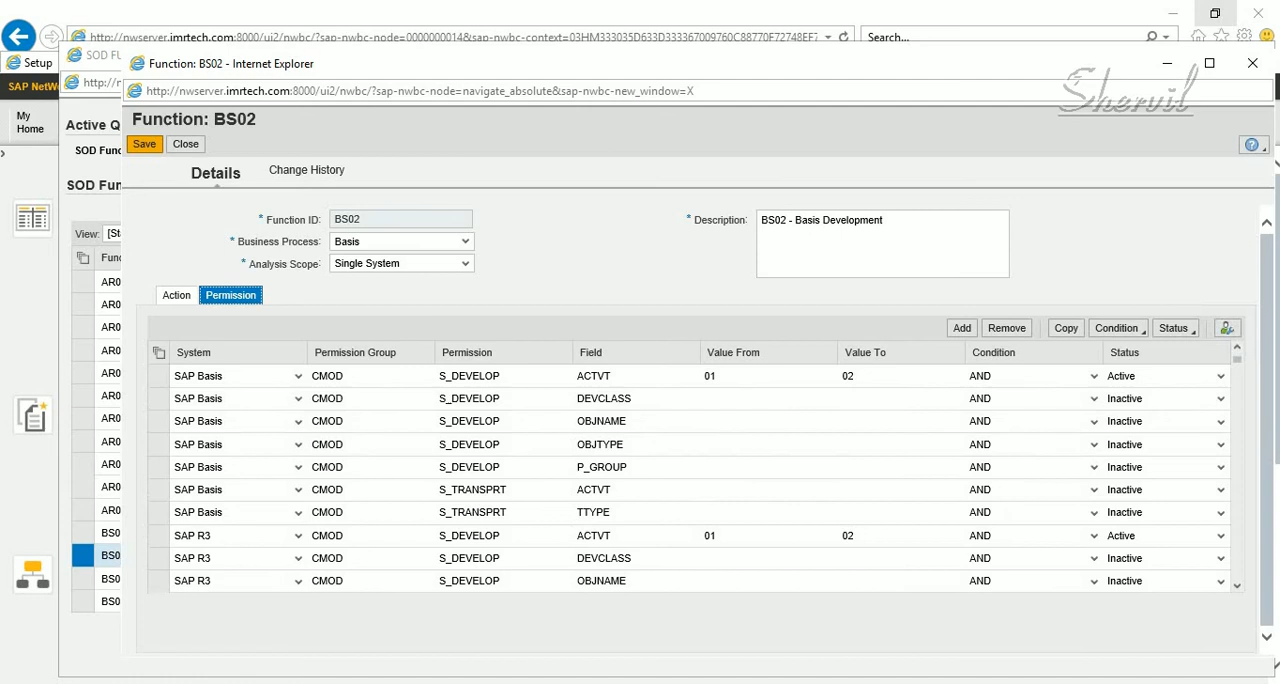 http://nwserver.imrtech.com:8000/ui2/nwbc/?sap-nwbc-node=0000000014&sap-nwbc-context=03HM333035D633D333367009760C88770F72748EF7 Search...
Setup SOD Fun
Function: BS02 - Internet Explorer
SAP NetW http://n
http://nwserver.imrtech.com:8000/ui2/nwbc/?sap-nwbc-node=navigate_absolute&sap-nwbc-new_window=X
Shervil
My
Home
Active Q
Function: BS02
Save Close
SOD Func
Details Change History
SOD Fun
* Function ID: BS02 * Description: BS02 - Basis Development
View: [Sta
* Business Process: Basis
Func
* Analysis Scope: Single System
Action Permission
Add Remove Copy Condition Status
System Permission Group Permission Field Value From Value To Condition Status
SAP Basis CMOD S_DEVELOP ACTVT 01 02 AND Active
SAP Basis CMOD S_DEVELOP DEVCLASS AND Inactive
SAP Basis CMOD S_DEVELOP OBJNAME AND Inactive
SAP Basis CMOD S_DEVELOP OBJTYPE AND Inactive
SAP Basis CMOD S_DEVELOP P_GROUP AND Inactive
SAP Basis CMOD S_TRANSPRT ACTVT AND Inactive
SAP Basis CMOD S_TRANSPRT TTYPE AND Inactive
SAP R3 CMOD S_DEVELOP ACTVT 01 02 AND Active
SAP R3 CMOD S_DEVELOP DEVCLASS AND Inactive
SAP R3 CMOD S_DEVELOP OBJNAME AND Inactive
AR0
AR0
AR0
AR0
AR0
AR0
AR0
AR0
AR0
AR0
AR0
BS0
BS0
BS0
BS0